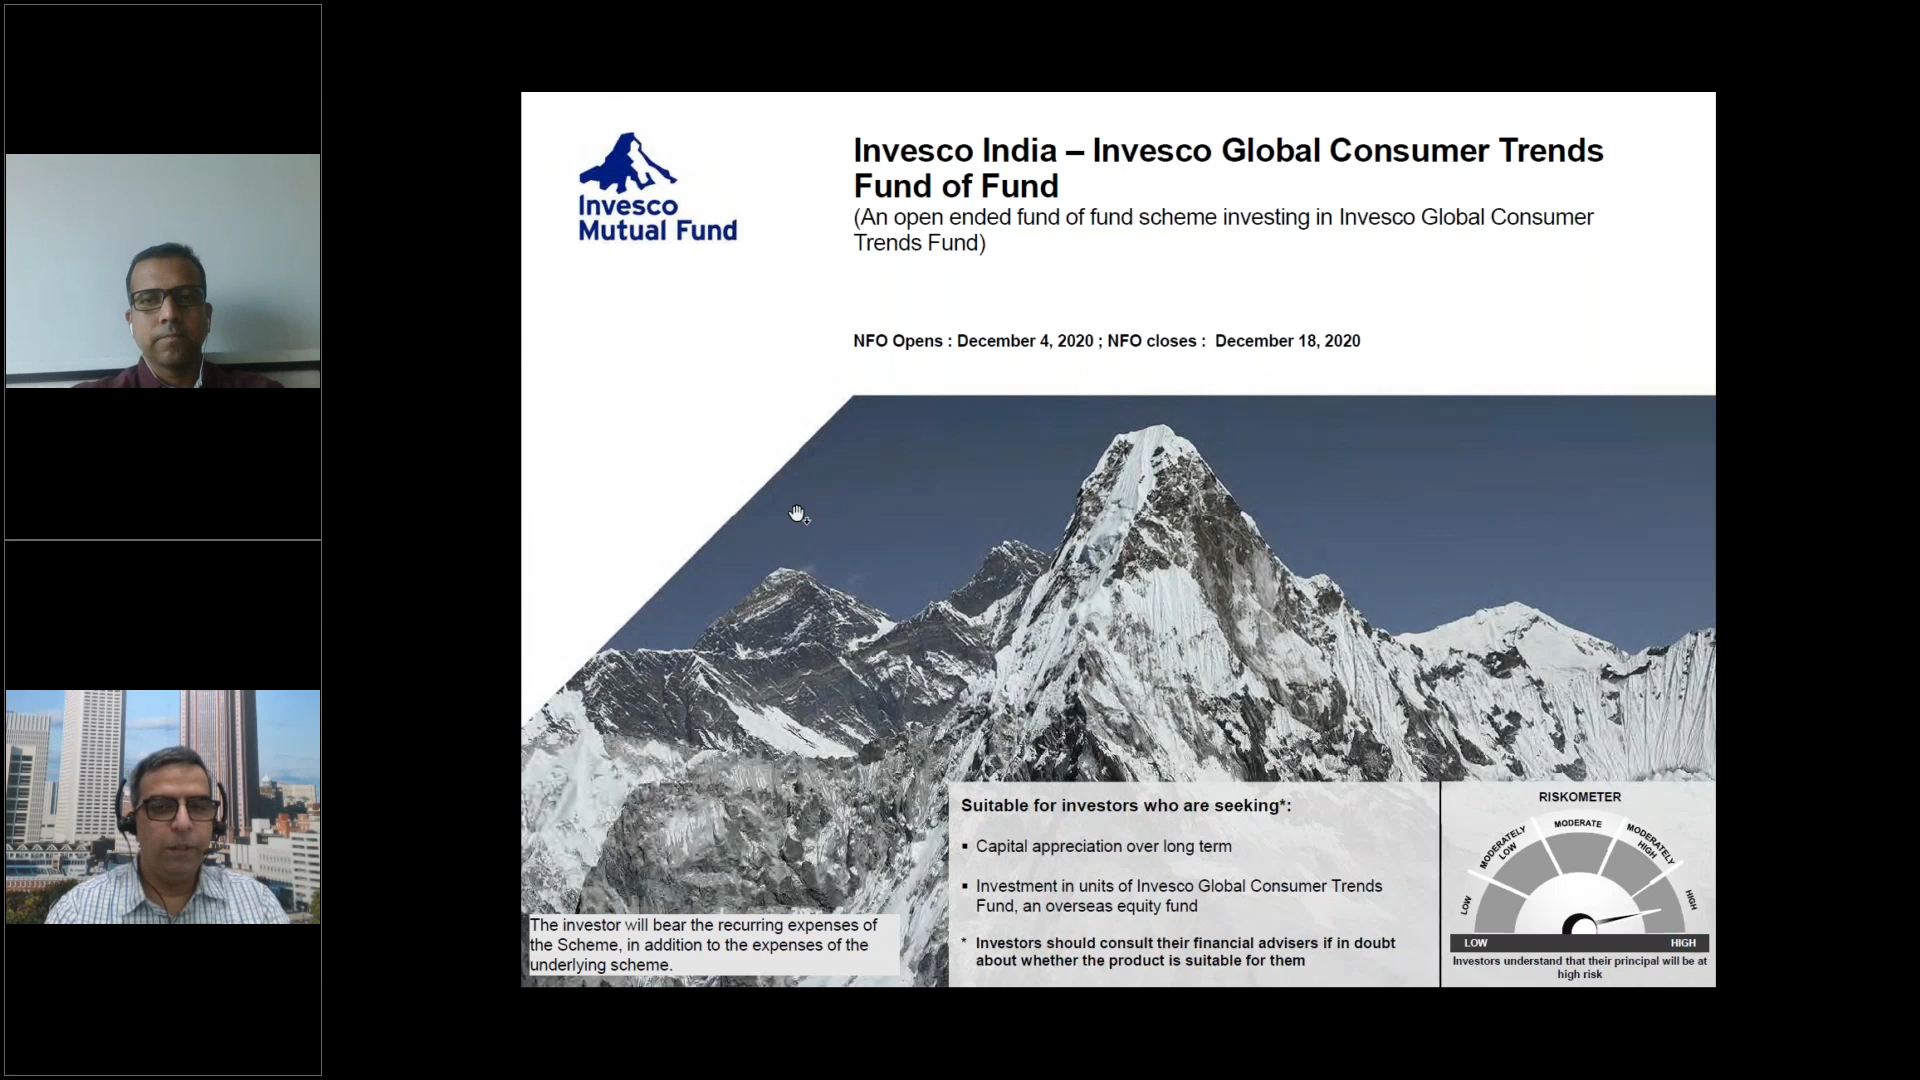 Invesco
Mutual Fund
Invesco India – Invesco Global Consumer Trends
Fund of Fund
(An open ended fund of fund scheme investing in Invesco Global Consumer
Trends Fund)
NFO Opens : December 4, 2020 ; NFO closes :  December 18, 2020
The investor will bear the recurring expenses of
the Scheme, in addition to the expenses of the
underlying scheme.
Suitable for investors who are seeking*:
▪ Capital appreciation over long term
▪ Investment in units of Invesco Global Consumer Trends
Fund, an overseas equity fund
* Investors should consult their financial advisers if in doubt
about whether the product is suitable for them
RISKOMETER
LOW
MODERATELY
LOW
MODERATE
MODERATELY
HIGH
HIGH
LOW HIGH
Investors understand that their principal will be at
high risk